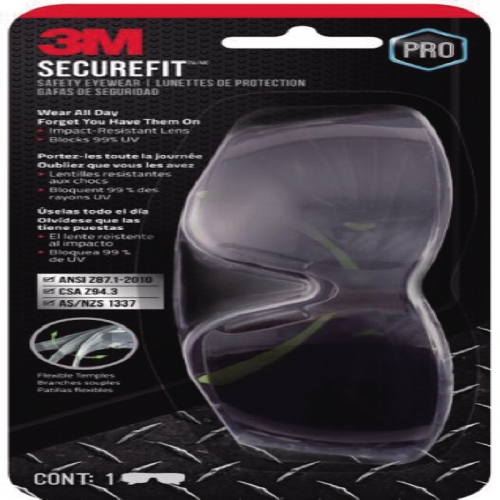 3M
PRO
SECUREFIT™/MC
SAFETY EYEWEAR | LUNETTES DE PROTECTION
GAFAS DE SEGURIDAD
Wear All Day
Forget You Have Them On
• Impact-Resistant Lens
• Blocks 99% UV
Portez-les toute la journée
Oubliez que vous les avez
• Lentilles resistantes
aux chocs
• Bloquent 99 % des
rayons UV
Úselas todo el día
Olvídese que las
tiene puestas
• El lente reistente
al impacto
• Bloquea 99 %
de UV
ANSI Z87.1-2010
CSA Z94.3
AS/NZS 1337
Flexible Temples
Branches souples
Patillas flexibles
CONT: 1